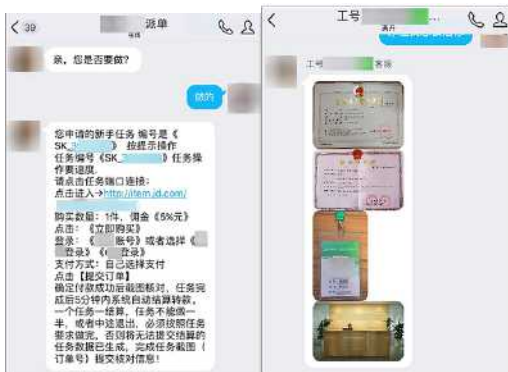 39
派单
亲，您是否要做？
做的
您申请的新手任务 编号是《
SK_ 》 按提示操作
任务编号《SK_ 》任务操
作要速度.
请点击任务端口连接：
点击进入→http://item.jd.com/
购买数量：1件，佣金《5%元》
点击：《立即购买》
登录：《 账号》或者选择《
登录》《 登录》
支付方式：自己选择支付
点击【提交订单】
确定付款成功后截图核对，任务完
成后5分钟内系统自动结算转款。
一个任务一结算，任务不能做一
半，或者中途退出，必须按照任务
要求做完。否则将无法提交结算的
任务数据已生成，完成任务截图（
订单号）提交核对信息！
工号
离开
工号 客服